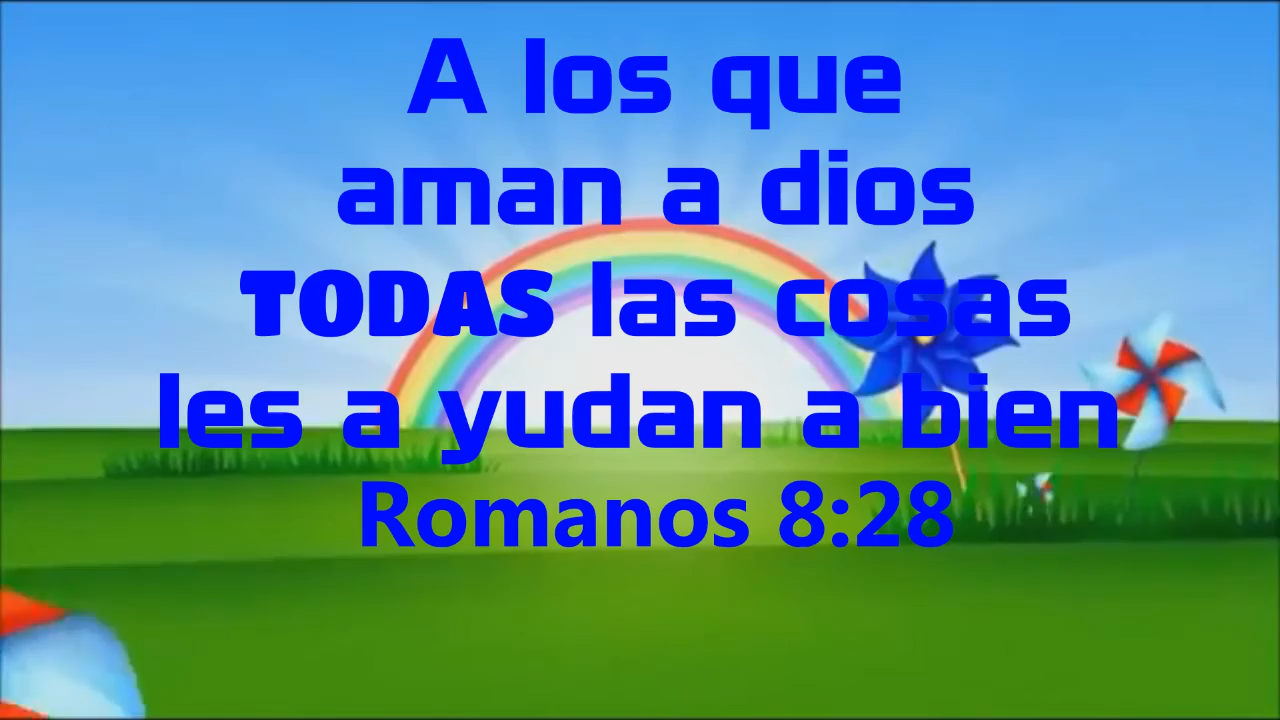 A los que
aman a dios
TODAS las cosas
les a yudan a bien
Romanos 8:28